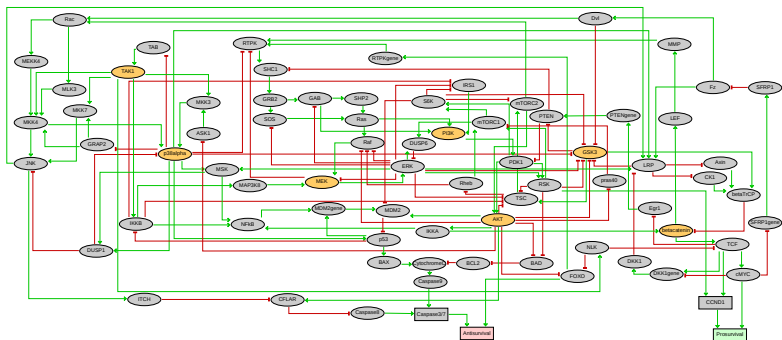 Rac
Dvl
TAB
RTPK
MMP
RTPKgene
MEKK4
TAK1
SHC1
MLK3
IRS1
Fz
SFRP1
GRB2
GAB
SHP2
S6K
mTORC2
MKK3
MKK7
PTEN
PTENgene
SOS
Ras
mTORC1
LEF
MKK4
ASK1
PI3K
GRAP2
Raf
DUSP6
p38alpha
GSK3
JNK
MSK
ERK
PDK1
LRP
Axin
CK1
MAP3K8
MEK
Rheb
RSK
prak40
betaTrCP
TSC
IKKB
NFkB
MDM2gene
MDM2
AKT
Egr1
SFRP1gene
IKKA
betacatenin
p53
DUSP1
NLK
TCF
BAX
CytochromeC
BCL2
BAD
FOXO
DKK1
DKK1gene
cMYC
Caspase9
ITCH
CFLAR
CCND1
Caspase8
Caspase3/7
Antisurvival
Prosurvival